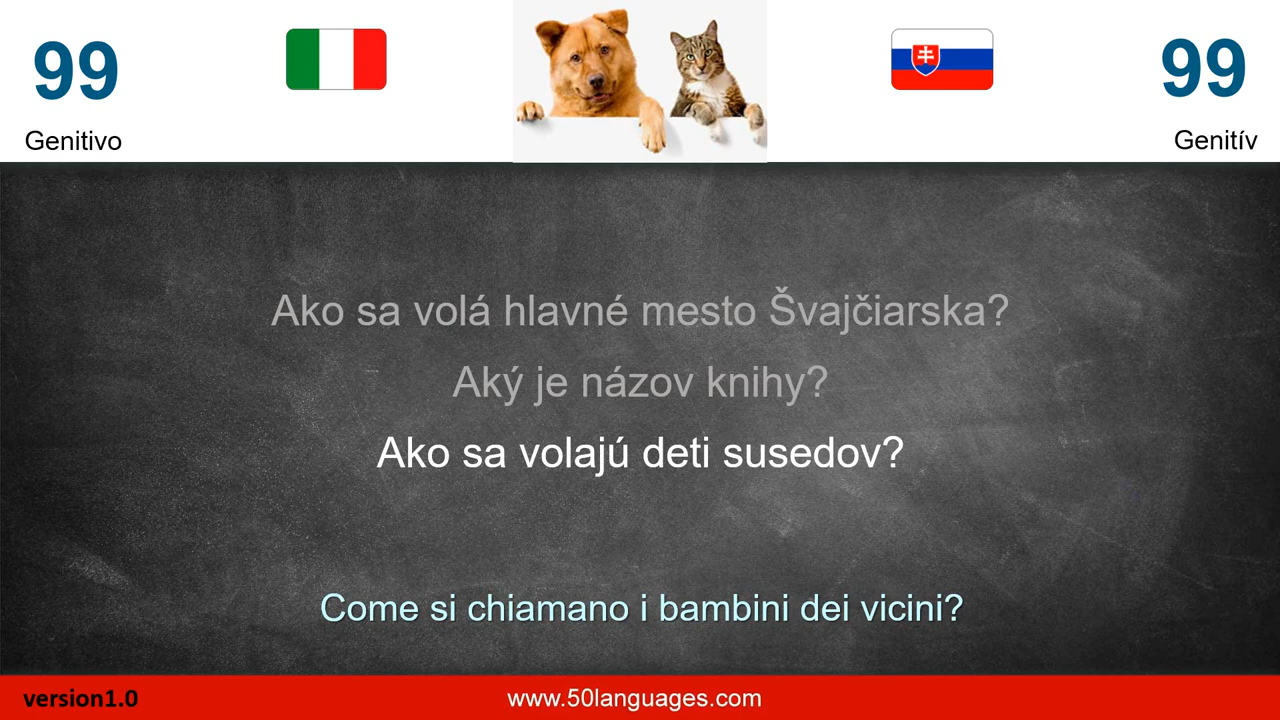 99
99
Genitivo
Genitív
Ako sa volá hlavné mesto Švajčiarska?
Aký je názov knihy?
Ako sa volajú deti susedov?
Come si chiamano i bambini dei vicini?
version1.0
www.50languages.com